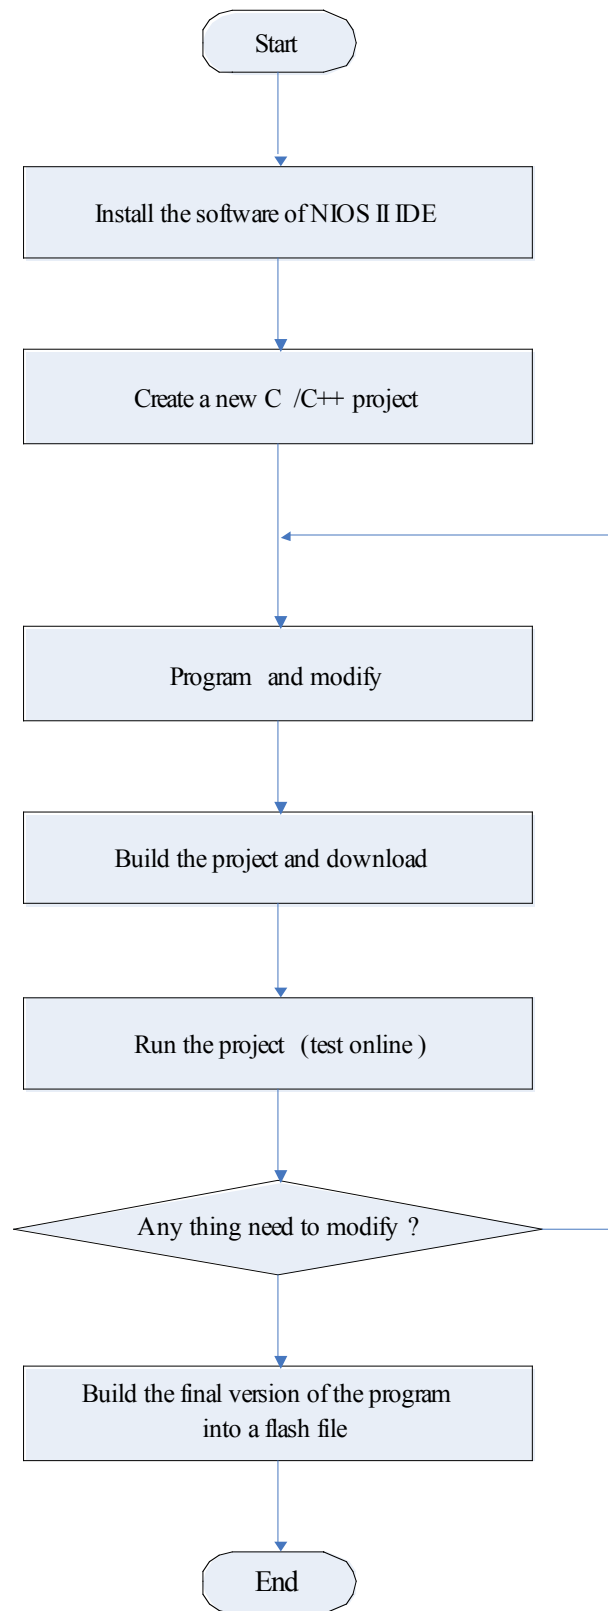 Start
Install the software of NIOS II IDE
Create a new C /C++ project
Program and modify
Build the project and download
Run the project (test online )
Any thing need to modify ?
Build the final version of the program
into a flash file
End